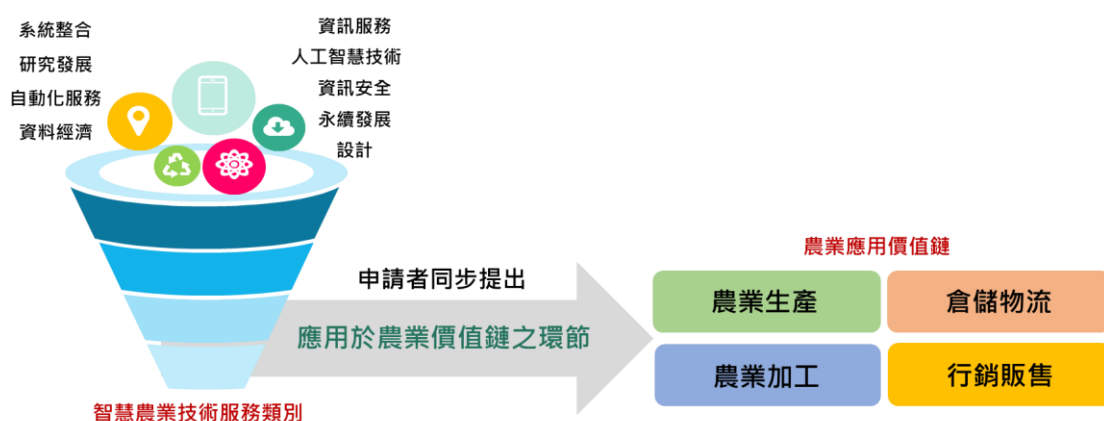 系統整合
研究發展
自動化服務
資料經濟
資訊服務
人工智慧技術
資訊安全
永續發展
設計
智慧農業技術服務類別
申請者同步提出
應用於農業價值鏈之環節
農業應用價值鏈
農業生產
倉儲物流
農業加工
行銷販售